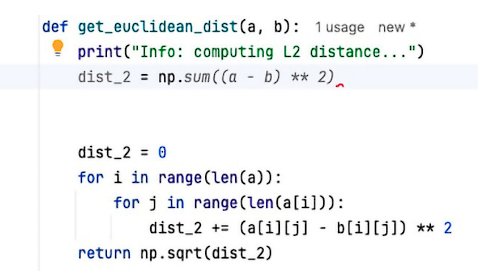 def get_euclidean_dist(a, b): 1 usage new *
print("Info: computing L2 distance...")
dist_2 = np.sum((a - b) ** 2)
dist_2 = 0
for i in range(len(a)):
for j in range(len(a[i])):
dist_2 += (a[i][j] - b[i][j]) ** 2
return np.sqrt(dist_2)